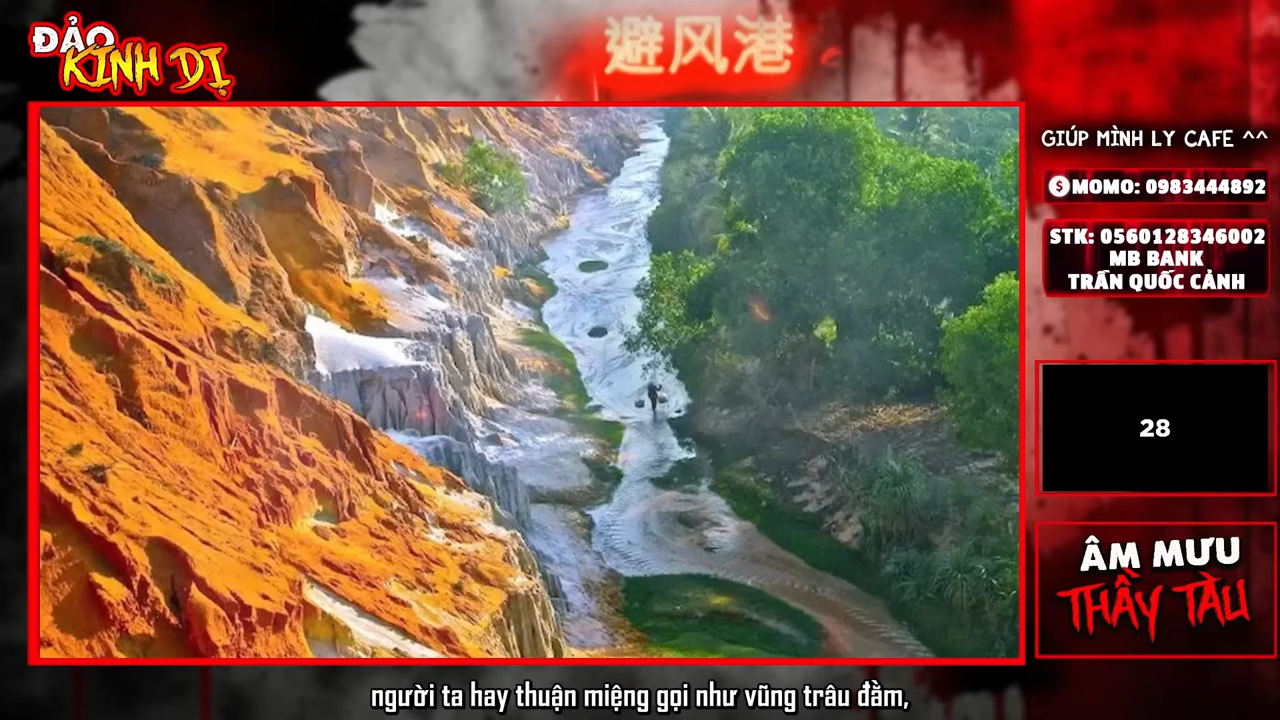 ĐẢO
KINH DỊ
避风港
GIÚP MÌNH LY CAFE ^^
MOMO: 0983444892
STK: 0560128346002
MB BANK
TRẦN QUỐC CẢNH
28
ÂM MƯU
THẦY TÀU
người ta hay thuận miệng gọi như vũng trâu đằm,